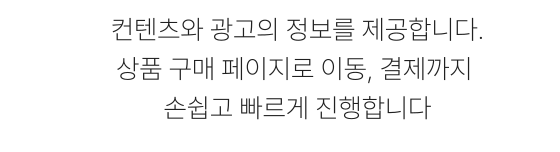 컨텐츠와 광고의 정보를 제공합니다.
상품 구매 페이지로 이동, 결제까지
손쉽고 빠르게 진행합니다